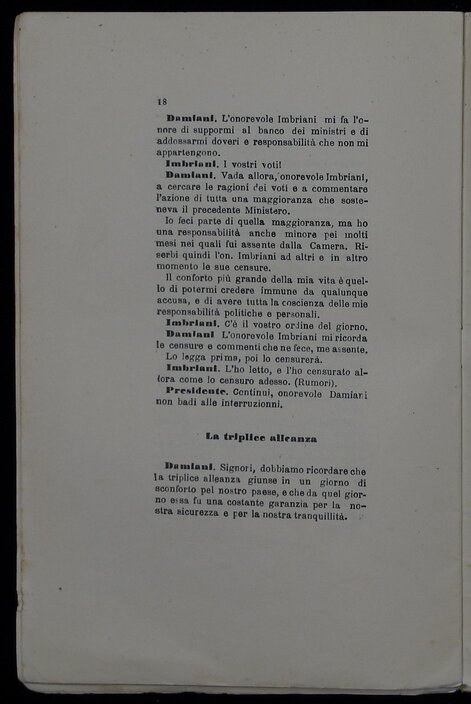 18
Damiani. L'onorevole Imbriani mi fa l'o-
nore di suppormi al banco dei ministri e di
addossarmi doveri e responsabilità che non mi
appartengono.
Imbriani. I vostri voti!
Damiani. Vada allora, onorevole Imbriani,
a cercare le ragioni dei voti e a commentare
l'azione di tutta una maggioranza che soste-
neva il precedente Ministero.
Io feci parte di quella maggioranza, ma ho
una responsabilità anche minore pei molti
mesi nei quali fui assente dalla Camera. Ri-
serbi quindi l'on. Imbriani ad altri e in altro
momento le sue censure.
Il conforto più grande della mia vita è quel-
lo di potermi credere immune da qualunque
accusa, e di avere tutta la coscienza delle mie
responsabilità politiche e personali.
Imbriani. C'è il vostro ordine del giorno.
Damiani L'onorevole Imbriani mi ricorda
le censure e commenti che ne fece, me assente.
Lo legga prima, poi lo censurerà.
Imbriani. L'ho letto, e l'ho censurato al-
lora come lo censuro adesso. (Rumori).
Presidente. Continui, onorevole Damiani
non badi alle interruzionni.
La triplice alleanza
Damiani. Signori, dobbiamo ricordare che
la triplice alleanza giunse in un giorno di
sconforto pel nostro paese, e che da quel gior-
no essa fu una costante garanzia per la no-
stra sicurezza e per la nostra tranquillità.